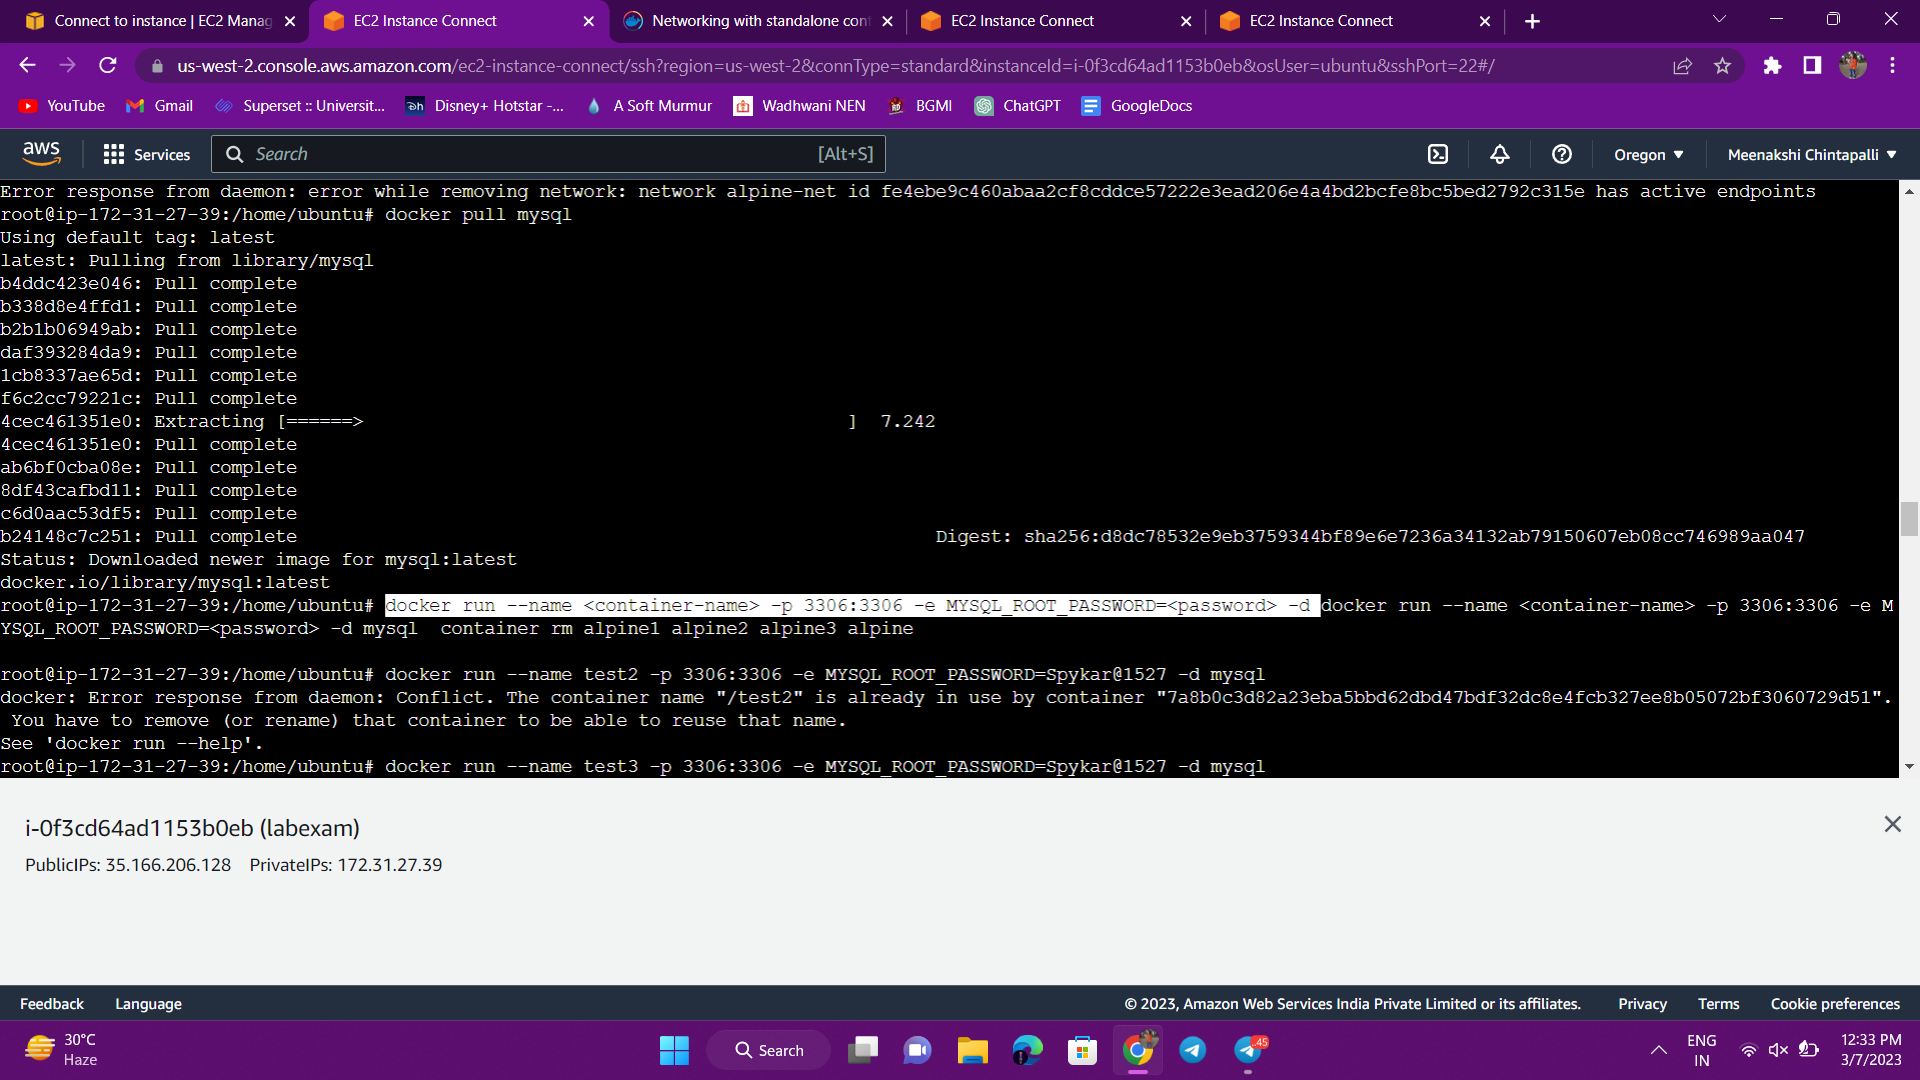 Connect to instance | EC2 Manag
EC2 Instance Connect
Networking with standalone con
EC2 Instance Connect
EC2 Instance Connect
us-west-2.console.aws.amazon.com/ec2-instance-connect/ssh?region=us-west-2&connType=standard&instanceId=i-0f3cd64ad1153b0eb&osUser=ubuntu&sshPort=22#/
YouTube
Gmail
Superset :: Universit...
Disney+ Hotstar -...
A Soft Murmur
Wadhwani NEN
BGMI
ChatGPT
GoogleDocs
aws
Services
Search
[Alt+S]
Oregon
Meenakshi Chintapalli
Error response from daemon: error while removing network: network alpine-net id fe4ebe9c460abaa2cf8cddce57222e3ead206e4a4bd2bcfe8bc5bed2792c315e has active endpoints
root@ip-172-31-27-39:/home/ubuntu# docker pull mysql
Using default tag: latest
latest: Pulling from library/mysql
b4ddc423e046: Pull complete
b338d8e4ffd1: Pull complete
b2b1b06949ab: Pull complete
daf393284da9: Pull complete
1cb8337ae65d: Pull complete
f6c2cc79221c: Pull complete
4cec461351e0: Extracting [======> ] 7.242
4cec461351e0: Pull complete
ab6bf0cba08e: Pull complete
8df43cafbd11: Pull complete
c6d0aac53df5: Pull complete
b24148c7c251: Pull complete Digest: sha256:d8dc78532e9eb3759344bf89e6e7236a34132ab79150607eb08cc746989aa047
Status: Downloaded newer image for mysql:latest
docker.io/library/mysql:latest
root@ip-172-31-27-39:/home/ubuntu# docker run --name <container-name> -p 3306:3306 -e MYSQL_ROOT_PASSWORD=<password> -d docker run --name <container-name> -p 3306:3306 -e M
YSQL_ROOT_PASSWORD=<password> -d mysql  container rm alpine1 alpine2 alpine3 alpine
root@ip-172-31-27-39:/home/ubuntu# docker run --name test2 -p 3306:3306 -e MYSQL_ROOT_PASSWORD=Spykar@1527 -d mysql
docker: Error response from daemon: Conflict. The container name "/test2" is already in use by container "7a8b0c3d82a23eba5bbd62dbd47bdf32dc8e4fcb327ee8b05072bf3060729d51".
You have to remove (or rename) that container to be able to reuse that name.
See 'docker run --help'.
root@ip-172-31-27-39:/home/ubuntu# docker run --name test3 -p 3306:3306 -e MYSQL_ROOT_PASSWORD=Spykar@1527 -d mysql
i-0f3cd64ad1153b0eb (labexam)
PublicIPs: 35.166.206.128 PrivateIPs: 172.31.27.39
Feedback
Language
© 2023, Amazon Web Services India Private Limited or its affiliates.
Privacy
Terms
Cookie preferences
30°C
Haze
Search
..45
ENG
IN
12:33 PM
3/7/2023